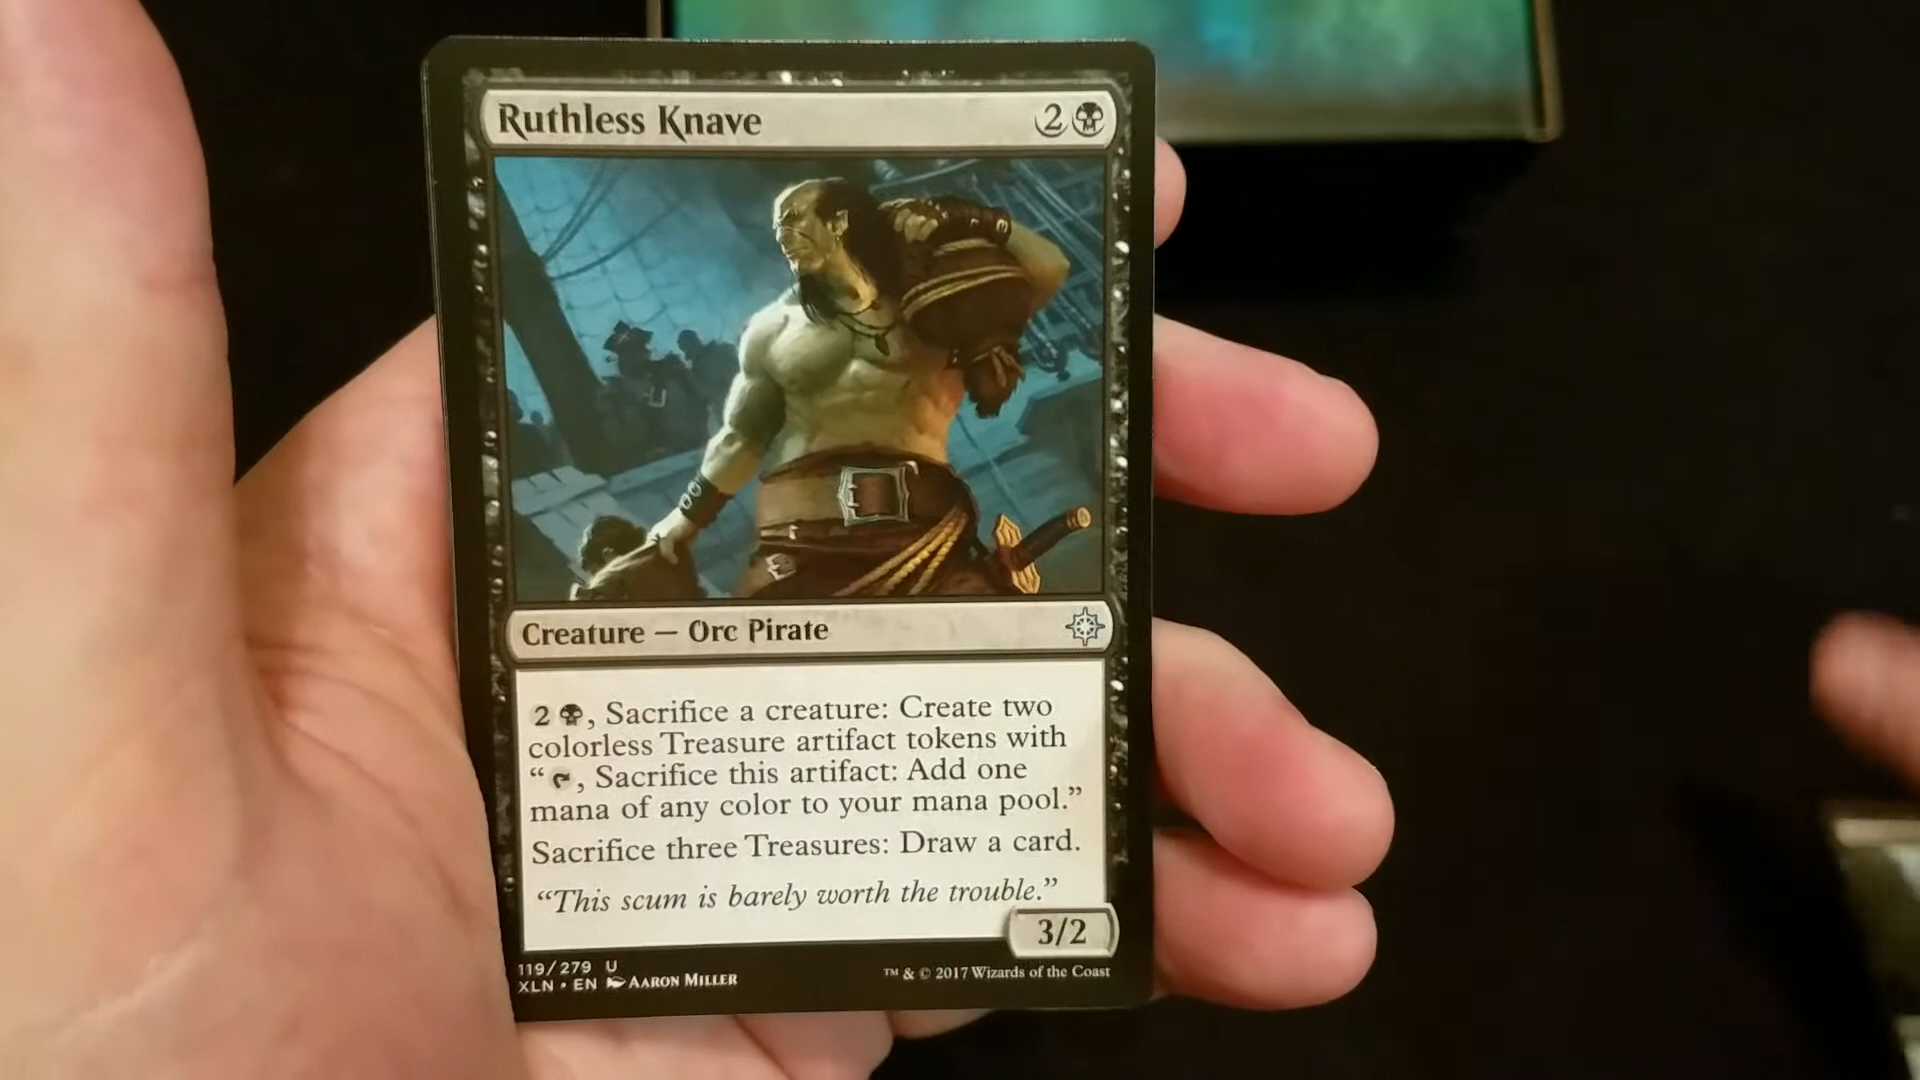 Ruthless Knave 2
Creature — Orc Pirate
2 , Sacrifice a creature: Create two
colorless Treasure artifact tokens with
“ , Sacrifice this artifact: Add one
mana of any color to your mana pool.”
Sacrifice three Treasures: Draw a card.
“This scum is barely worth the trouble.”
3/2
119/279 U
XLN • EN AARON MILLER
™ & © 2017 Wizards of the Coast